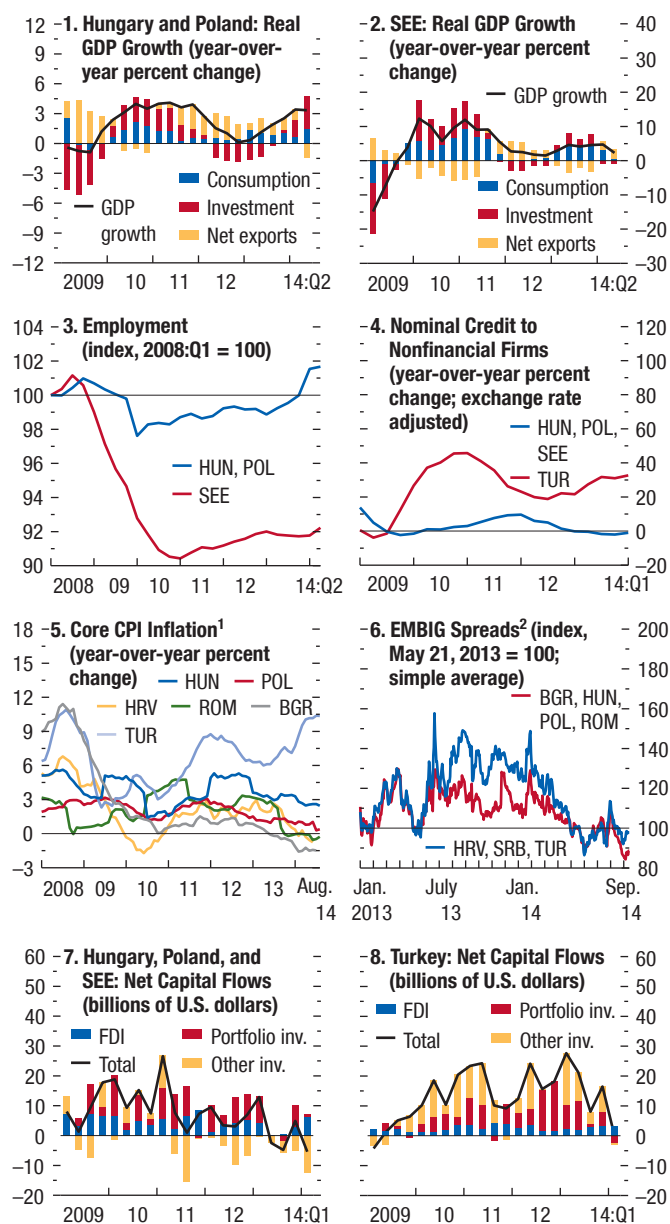 1. Hungary and Poland: Real
GDP Growth (year-over-
year percent change)
12
9
6
3
0
–3
–6
–9
–12
Consumption
GDP
growth
Investment
Net exports
2009 10 11 12 14:Q2
2. SEE: Real GDP Growth
(year-over-year percent
change)
GDP growth
40
30
20
10
0
–10
–20
–30
Consumption
Investment
Net exports
2009 10 11 12 14:Q2
3. Employment
(index, 2008:Q1 = 100)
104
102
100
98
96
94
92
90
HUN, POL
SEE
2008 09 10 11 12 14:Q2
4. Nominal Credit to
Nonfinancial Firms
(year-over-year percent
change; exchange rate
adjusted)
HUN, POL,
SEE
TUR
120
100
80
60
40
20
0
–20
2009 10 11 12 14:Q1
5. Core CPI Inflation1
(year-over-year percent
change)
HUN POL
HRV ROM BGR
TUR
18
15
12
9
6
3
0
–3
2008 09 10 11 12 13 Aug.
14
6. EMBIG Spreads2 (index,
May 21, 2013 = 100;
simple average)
BGR, HUN,
POL, ROM
HRV, SRB, TUR
200
180
160
140
120
100
80
Jan. July Jan. Sep.
2013 13 14 14
7. Hungary, Poland, and
SEE: Net Capital Flows
(billions of U.S. dollars)
FDI Portfolio inv.
Total Other inv.
60
50
40
30
20
10
0
–10
–20
2009 10 11 12 14:Q1
8. Turkey: Net Capital Flows
(billions of U.S. dollars)
FDI Portfolio inv.
Total Other inv.
60
50
40
30
20
10
0
–10
–20
2009 10 11 12 14:Q1